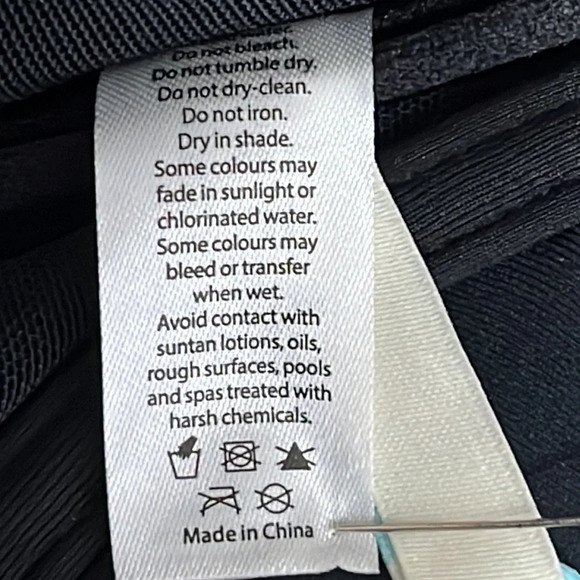 Do not bleach.
Do not tumble dry.
Do not dry-clean.
Do not iron.
Dry in shade.
Some colours may
fade in sunlight or
chlorinated water.
Some colours may
bleed or transfer
when wet.
Avoid contact with
suntan lotions, oils,
rough surfaces, pools
and spas treated with
harsh chemicals.
Made in China